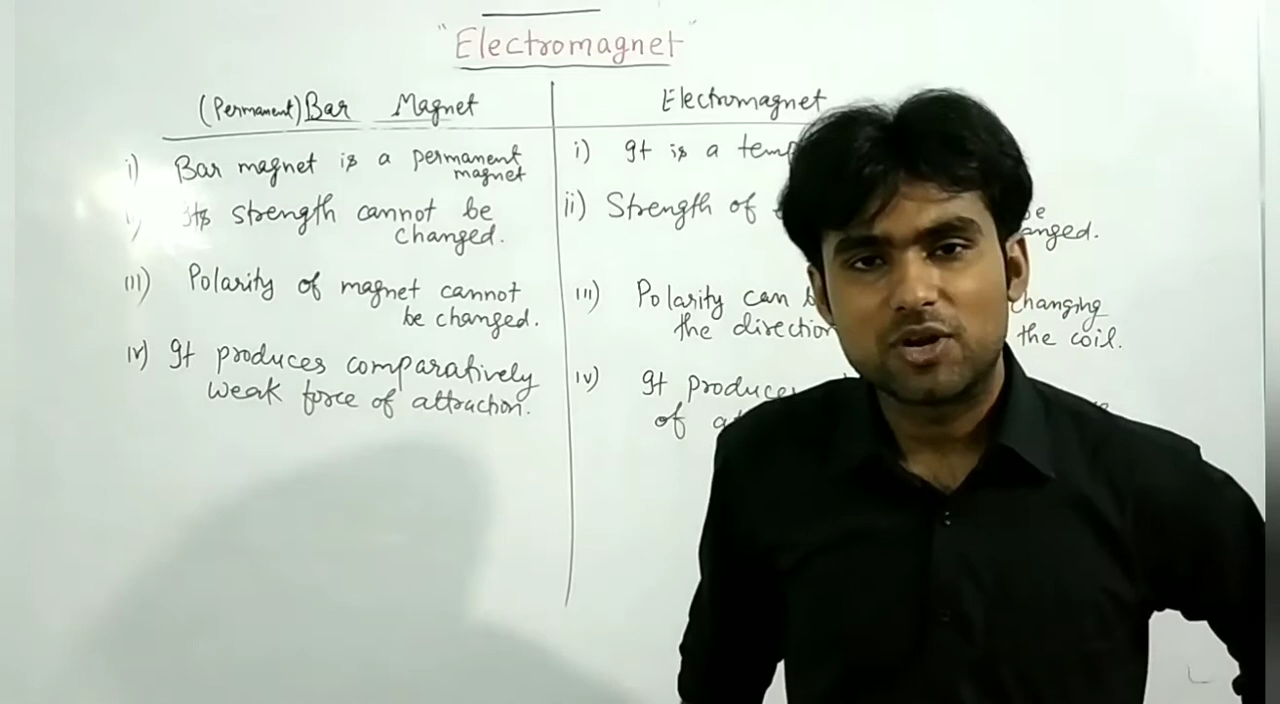 "Electromagnet"
(Permanent) Bar Magnet
i) Bar magnet is a permanent
magnet
Its strength cannot be
changed.
iii) Polarity of magnet cannot
be changed.
iv) It produces comparatively
weak force of attraction.
Electromagnet
i) It is a temp
ii) Strength of
be
anged.
iii) Polarity can b changing
the direction the coil.
iv) It produces
of a